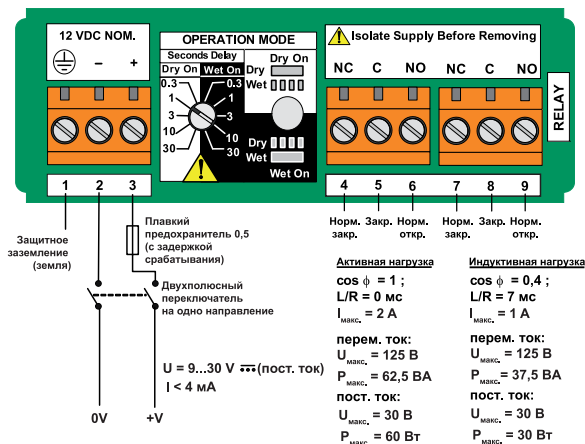 12 VDC NOM.
– +
OPERATION MODE
Seconds Delay
Dry On Wet On
0.3 0.3
1 1
3 3
10 10
30 30
Dry On
Dry
Wet
Dry
Wet
Wet On
Isolate Supply Before Removing
NC C NO NC C NO
RELAY
1 2 3
4 5 6 7 8 9
Защитное
заземление
(земля)
Плавкий
предохранитель 0,5
(с задержкой
срабатывания)
Двухполюсный
переключатель
на одно направление
U = 9...30 V (пост. ток)
I < 4 мА
0V +V
Норм.
закр.
Закр.
Норм.
откр.
Норм.
закр.
Закр.
Норм.
откр.
Активная нагрузка
cos ϕ = 1 ;
L/R = 0 мс
Iмакс. = 2 А
перем. ток:
Uмакс. = 125 В
Pмакс. = 62,5 ВА
пост. ток:
Uмакс. = 30 В
Pмакс. = 60 Вт
Индуктивная нагрузка
cos ϕ = 0,4 ;
L/R = 7 мс
Iмакс. = 1 А
перем. ток:
Uмакс. = 125 В
Pмакс. = 37,5 ВА
пост. ток:
Uмакс. = 30 В
Pмакс. = 30 Вт